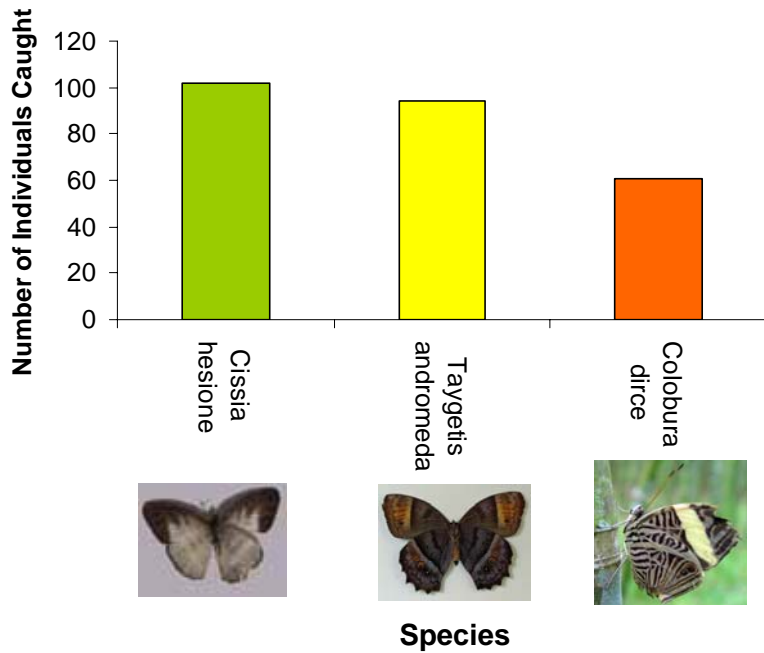 Number of Individuals Caught
120
100
80
60
40
20
0
Cissia
hesione
Taygetis
andromeda
Colobura
dirce
Species